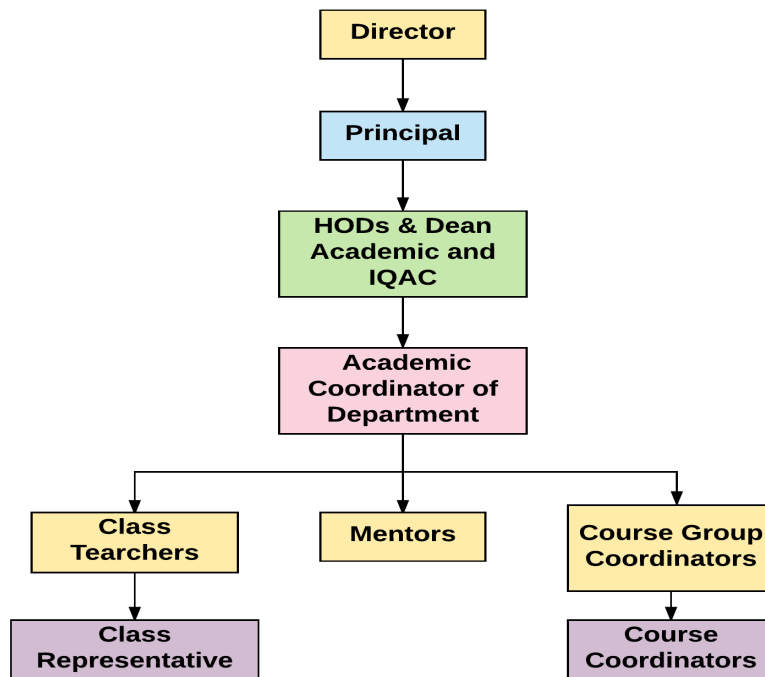 Director
Principal
HODs & Dean
Academic and
IQAC
Academic
Coordinator of
Department
Class
Tearchers
Mentors
Course Group
Coordinators
Class
Representative
Course
Coordinators